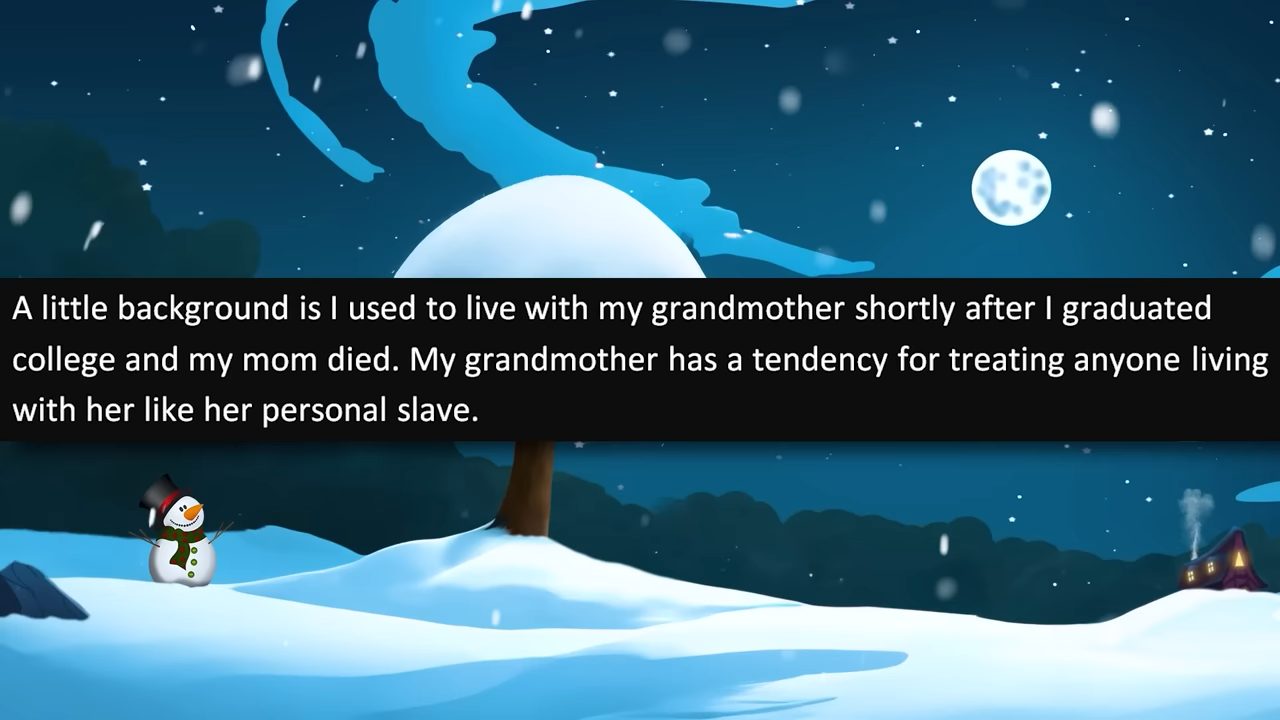 A little background is I used to live with my grandmother shortly after I graduated
college and my mom died. My grandmother has a tendency for treating anyone living
with her like her personal slave.